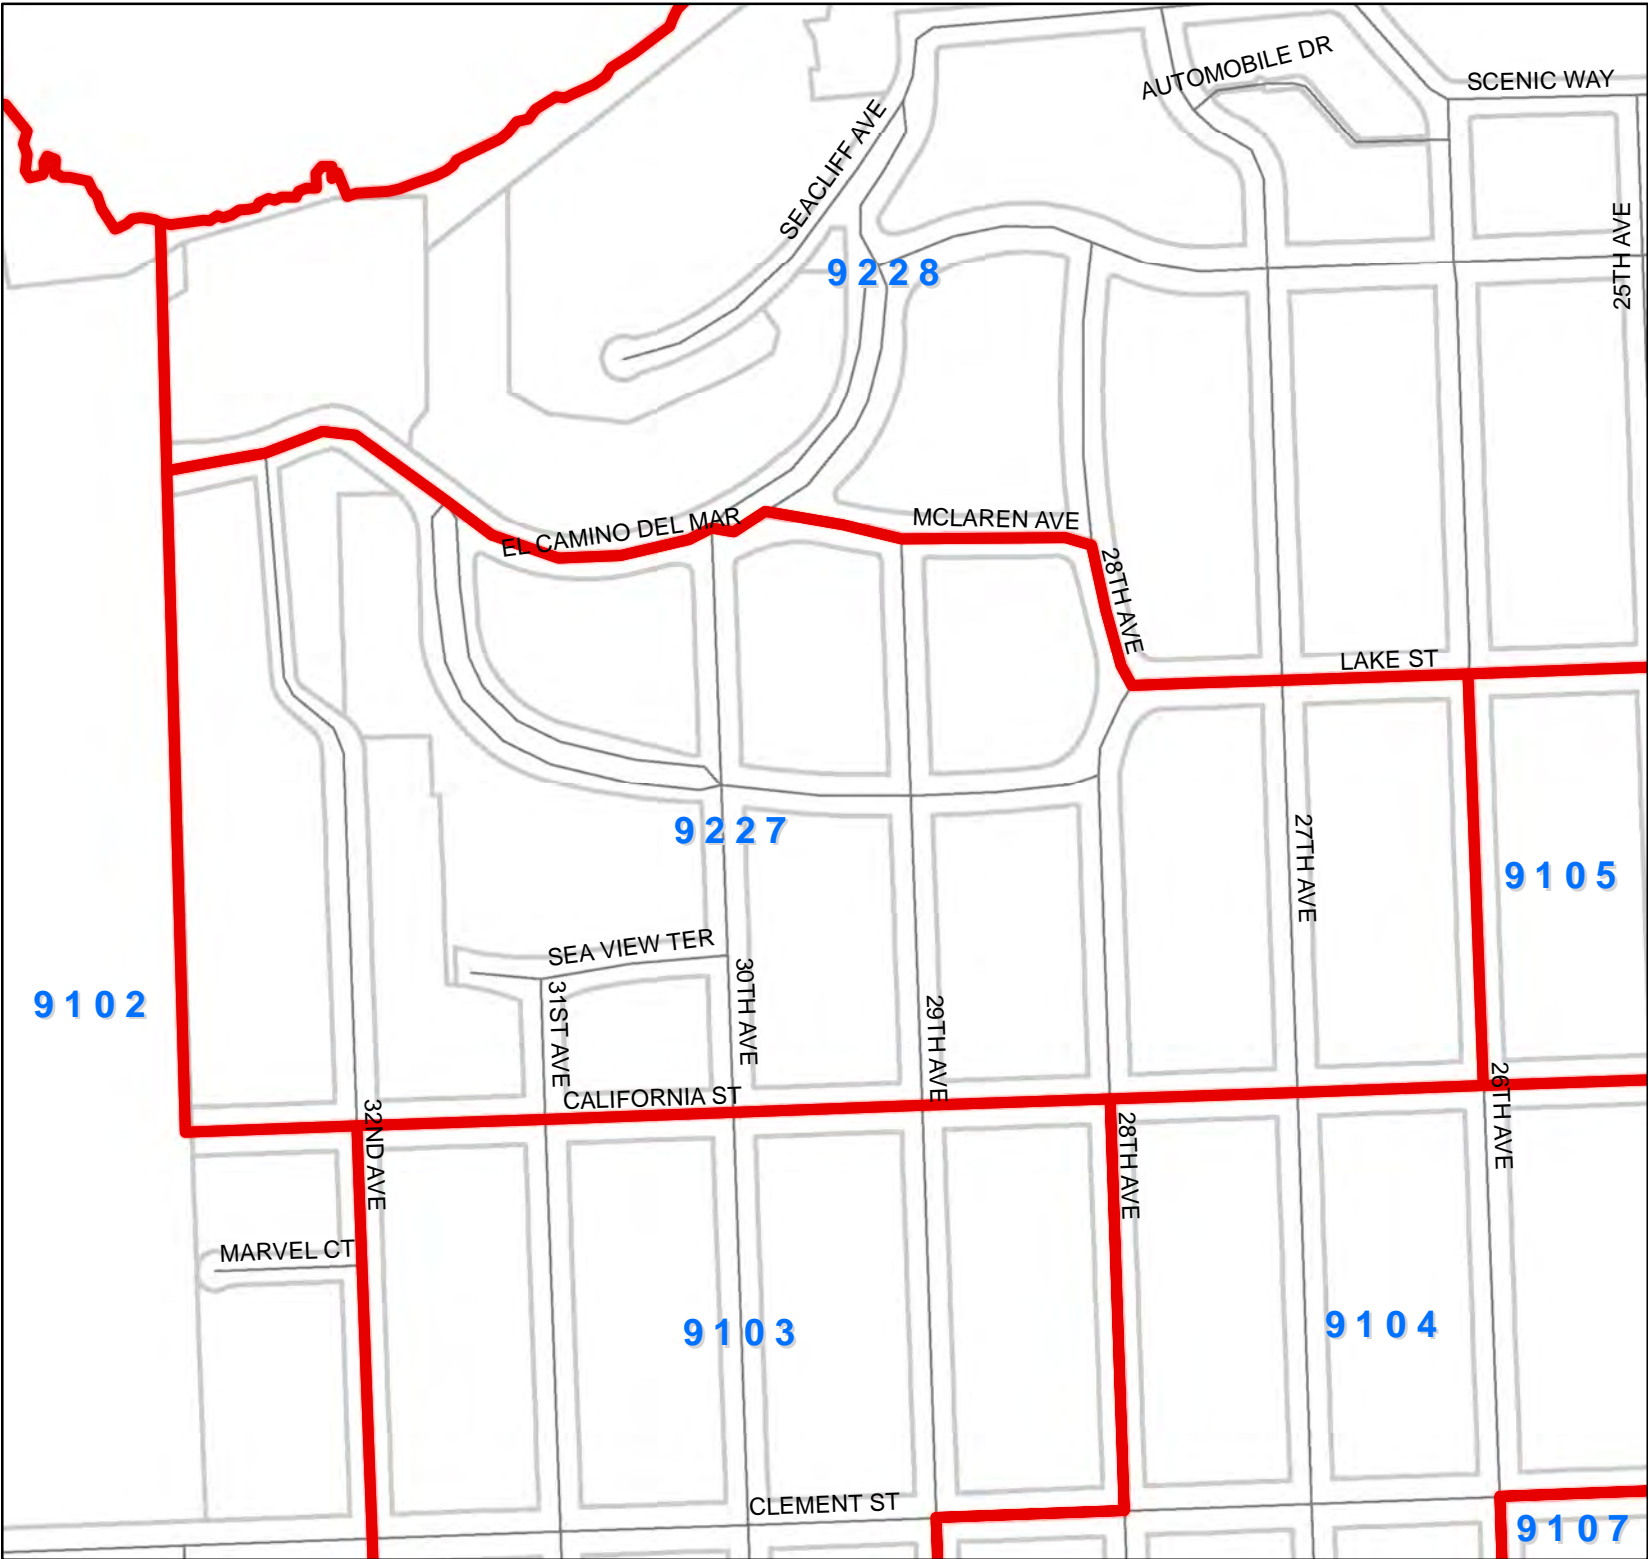 AUTOMOBILE DR
SCENIC WAY
SEACLIFF AVE
25TH AVE
9228
EL CAMINO DEL MAR
MCLAREN AVE
28TH AVE
LAKE ST
9227
27TH AVE
9105
SEA VIEW TER
9102
31ST AVE
30TH AVE
29TH AVE
CALIFORNIA ST
26TH AVE
32ND AVE
28TH AVE
MARVEL CT
9103
9104
CLEMENT ST
9107